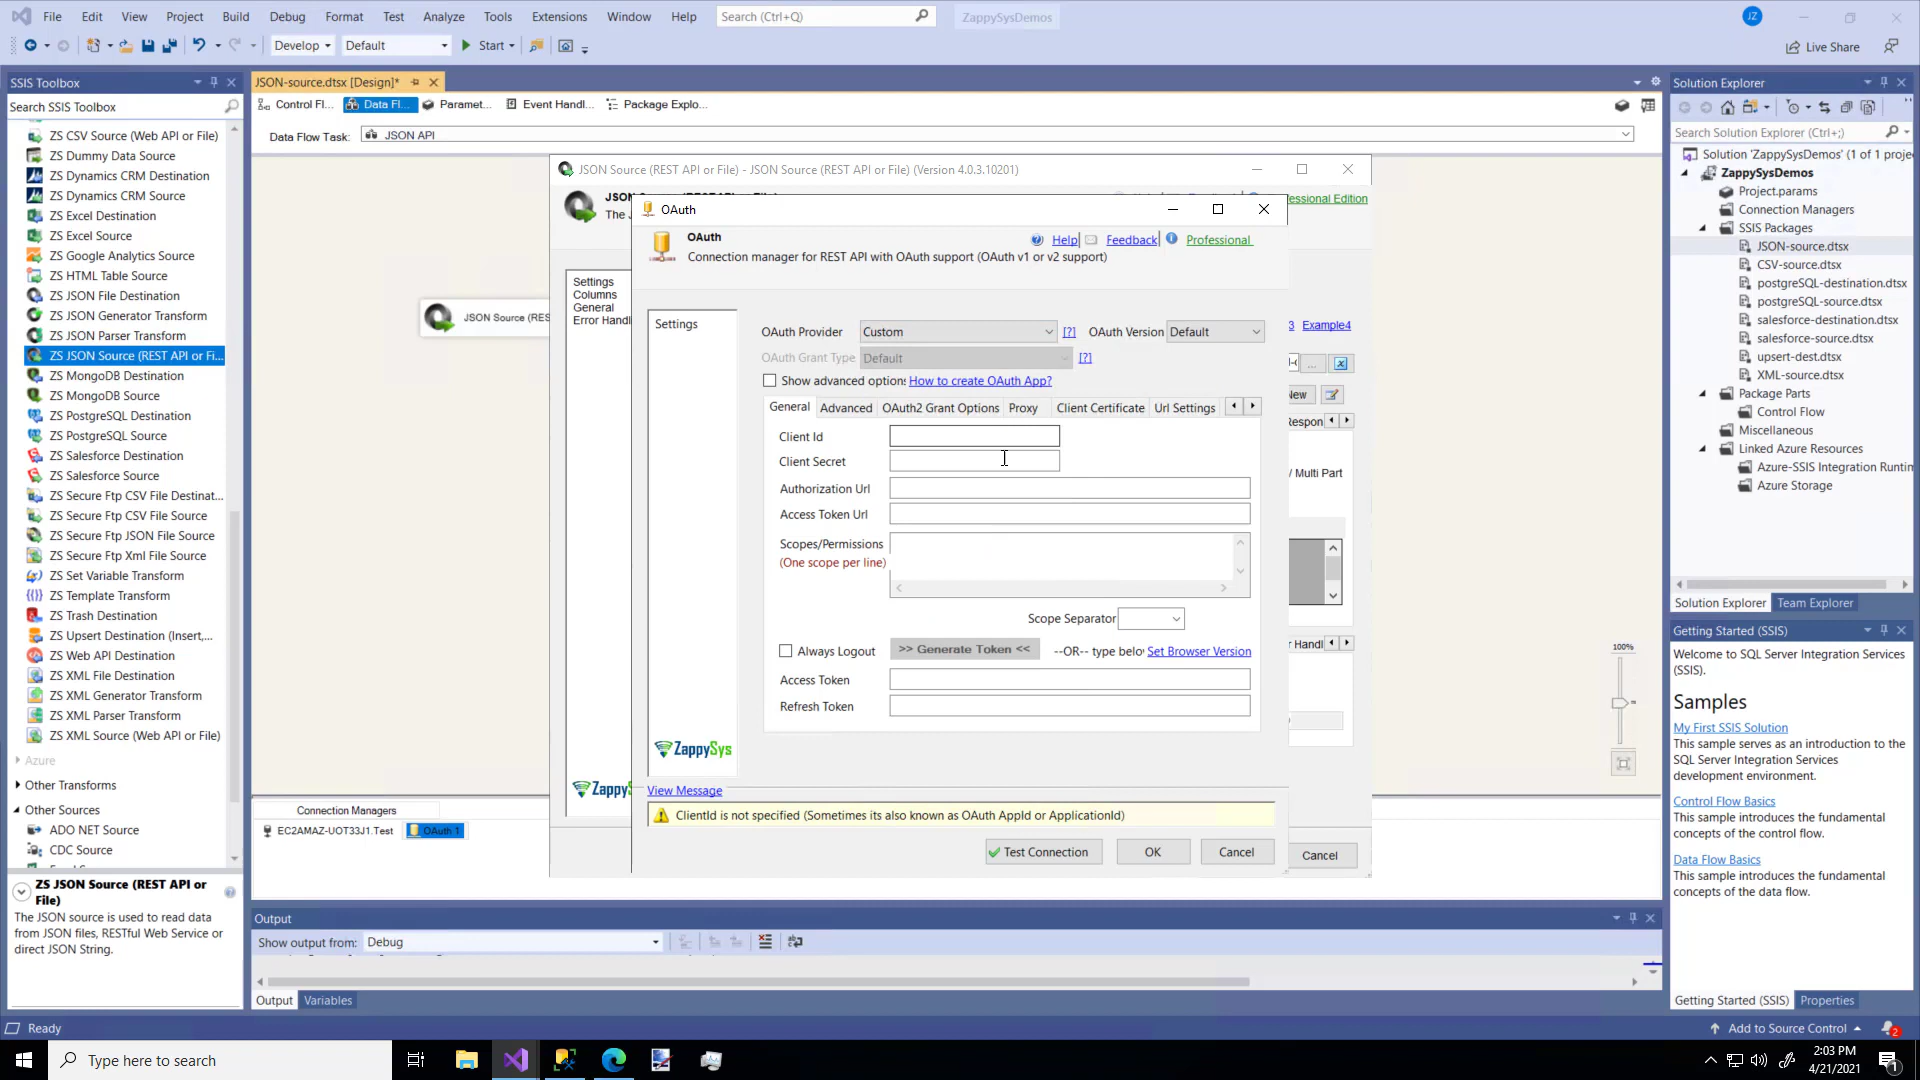 File Edit View Project Build Debug Format Test Analyze Tools Extensions Window Help Search (Ctrl+Q) ZappySysDemos JZ
Develop Default Start Live Share
SSIS Toolbox
Search SSIS Toolbox
ZS CSV Source (Web API or File)
ZS Dummy Data Source
ZS Dynamics CRM Destination
ZS Dynamics CRM Source
ZS Excel Destination
ZS Excel Source
ZS Google Analytics Source
ZS HTML Table Source
ZS JSON File Destination
ZS JSON Generator Transform
ZS JSON Parser Transform
ZS JSON Source (REST API or Fi...
ZS MongoDB Destination
ZS MongoDB Source
ZS PostgreSQL Destination
ZS PostgreSQL Source
ZS Salesforce Destination
ZS Salesforce Source
ZS Secure Ftp CSV File Destinat...
ZS Secure Ftp CSV File Source
ZS Secure Ftp JSON File Source
ZS Secure Ftp Xml File Source
ZS Set Variable Transform
ZS Template Transform
ZS Trash Destination
ZS Upsert Destination (Insert,...
ZS Web API Destination
ZS XML File Destination
ZS XML Generator Transform
ZS XML Parser Transform
ZS XML Source (Web API or File)
Azure
Other Transforms
Other Sources
ADO NET Source
CDC Source
ZS JSON Source (REST API or
File)
The JSON source is used to read data
from JSON files, RESTful Web Service or
direct JSON String.
JSON-source.dtsx [Design]*
Control Fl... Data Fl... Paramet... Event Handl... Package Explo...
Data Flow Task: JSON API
JSON Source (RES
JSON Source (REST API or File) - JSON Source (REST API or File) (Version 4.0.3.10201)
The J
essional Edition
Settings
Columns
General
Error Handl
3 Example4
...
New
Respon
/ Multi Part
r Handl
ZappyS
Cancel
OAuth
OAuth
Help Feedback Professional
Connection manager for REST API with OAuth support (OAuth v1 or v2 support)
Settings
OAuth Provider Custom [?] OAuth Version Default
OAuth Grant Type Default [?]
Show advanced option: How to create OAuth App?
General Advanced OAuth2 Grant Options Proxy Client Certificate Url Settings
Client Id
Client Secret
Authorization Url
Access Token Url
Scopes/Permissions
(One scope per line)
Scope Separator
Always Logout >> Generate Token << --OR-- type belov Set Browser Version
Access Token
Refresh Token
ZappySys
View Message
ClientId is not specified (Sometimes its also known as OAuth AppId or ApplicationId)
Test Connection OK Cancel
100%
Connection Managers
EC2AMAZ-UOT33J1.Test OAuth 1
Output
Show output from: Debug
Output Variables
Solution Explorer
Search Solution Explorer (Ctrl+;)
Solution 'ZappySysDemos' (1 of 1 proje
ZappySysDemos
Project.params
Connection Managers
SSIS Packages
JSON-source.dtsx
CSV-source.dtsx
postgreSQL-destination.dtsx
postgreSQL-source.dtsx
salesforce-destination.dtsx
salesforce-source.dtsx
upsert-dest.dtsx
XML-source.dtsx
Package Parts
Control Flow
Miscellaneous
Linked Azure Resources
Azure-SSIS Integration Runtin
Azure Storage
Solution Explorer Team Explorer
Getting Started (SSIS)
Welcome to SQL Server Integration Services
(SSIS).
Samples
My First SSIS Solution
This sample serves as an introduction to the
SQL Server Integration Services
development environment.
Control Flow Basics
This sample introduces the fundamental
concepts of the control flow.
Data Flow Basics
This sample introduces the fundamental
concepts of the data flow.
Getting Started (SSIS) Properties
Ready Add to Source Control 2
Type here to search
2:03 PM
4/21/2021
1